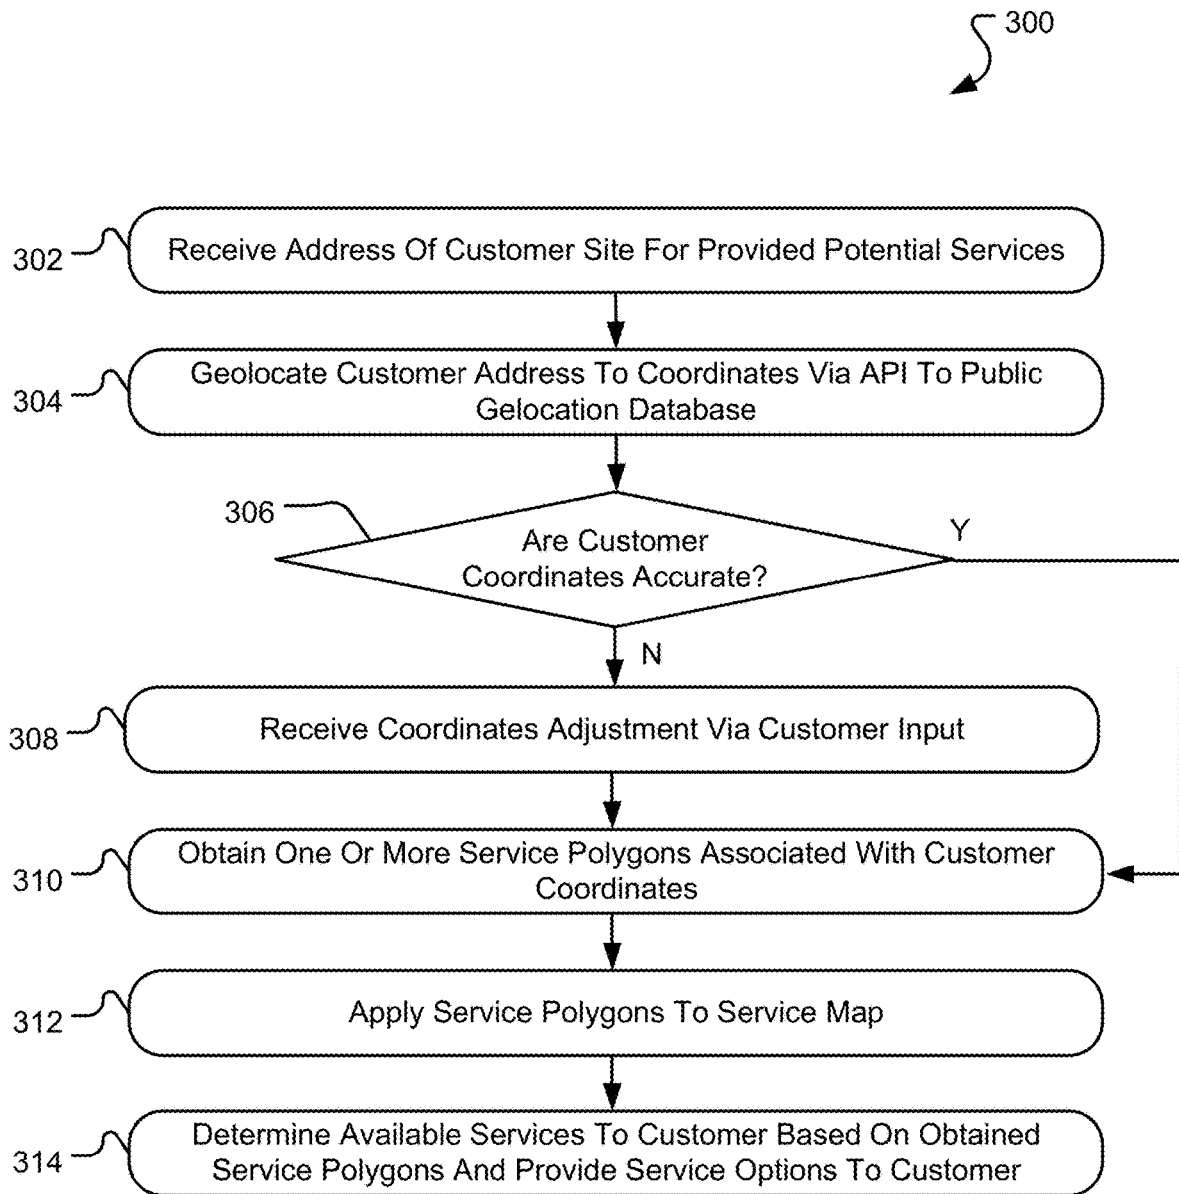 300
302
Receive Address Of Customer Site For Provided Potential Services
304
Geolocate Customer Address To Coordinates Via API To Public
Gelocation Database
306
Are Customer
Coordinates Accurate?
Y
N
308
Receive Coordinates Adjustment Via Customer Input
310
Obtain One Or More Service Polygons Associated With Customer
Coordinates
312
Apply Service Polygons To Service Map
314
Determine Available Services To Customer Based On Obtained
Service Polygons And Provide Service Options To Customer